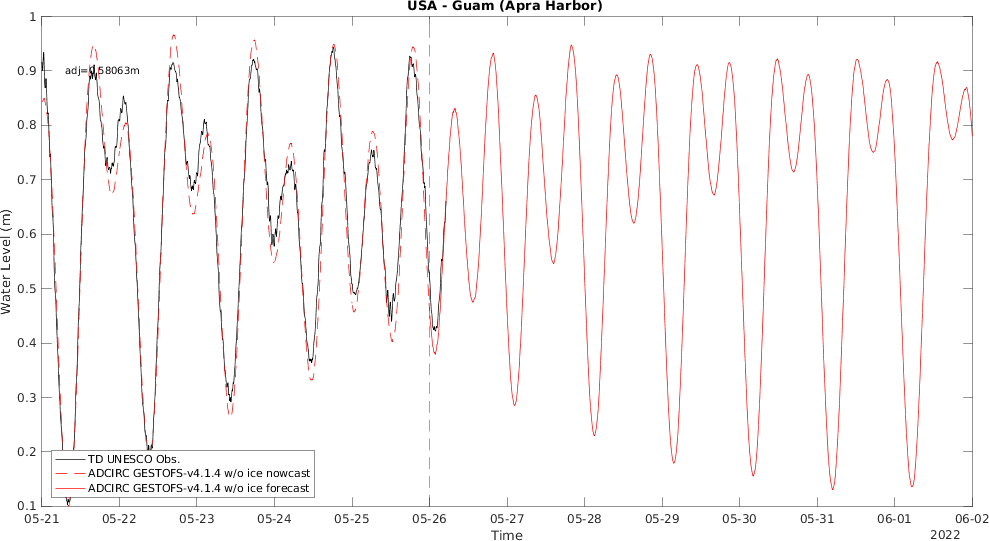 USA - Guam (Apra Harbor)
1
0.9
0.8
0.7
0.6
0.5
0.4
0.3
0.2
0.1
Water Level (m)
TD UNESCO Obs.
ADCIRC GESTOFS-v4.1.4 w/o ice nowcast
ADCIRC GESTOFS-v4.1.4 w/o ice forecast
05-21 05-22 05-23 05-24 05-25 05-26 05-27 05-28 05-29 05-30 05-31 06-01 06-02
Time
2022